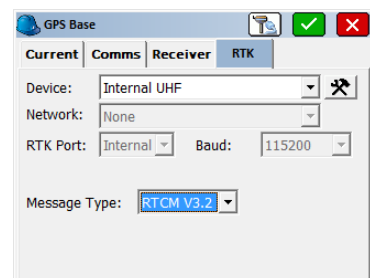 GPS Base
Current Comms Receiver RTK
Device: Internal UHF
Network: None
RTK Port: Internal Baud: 115200
Message Type: RTCM V3.2